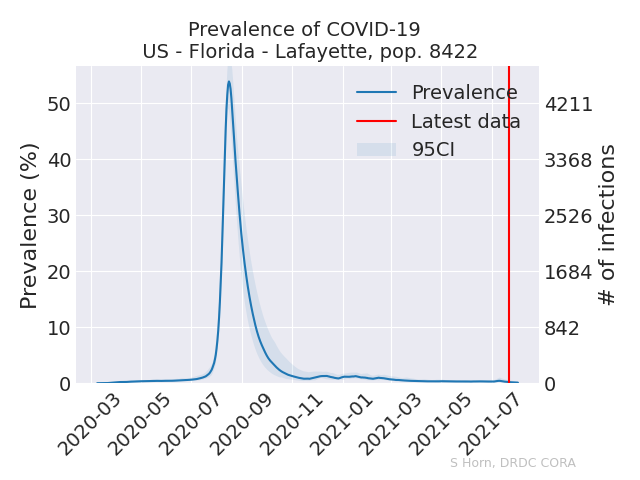 Prevalence of COVID-19
US - Florida - Lafayette, pop. 8422
Prevalence
Latest data
95CI
Prevalence (%)
50
40
30
20
10
0
4211
3368
2526
1684
842
0
# of infections
2020-03
2020-05
2020-07
2020-09
2020-11
2021-01
2021-03
2021-05
2021-07
S Horn, DRDC CORA